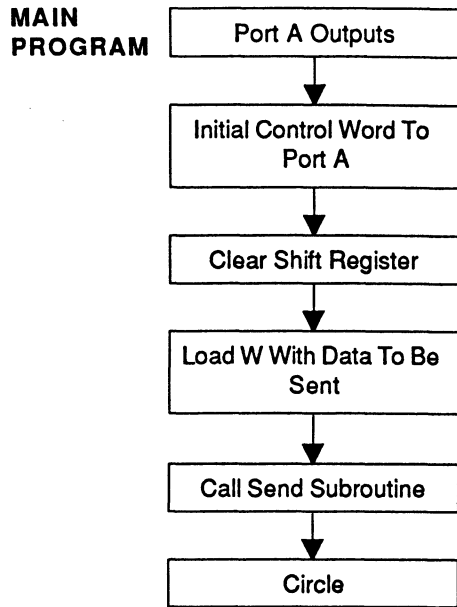 MAIN
PROGRAM
Port A Outputs
Initial Control Word To
Port A
Clear Shift Register
Load W With Data To Be
Sent
Call Send Subroutine
Circle